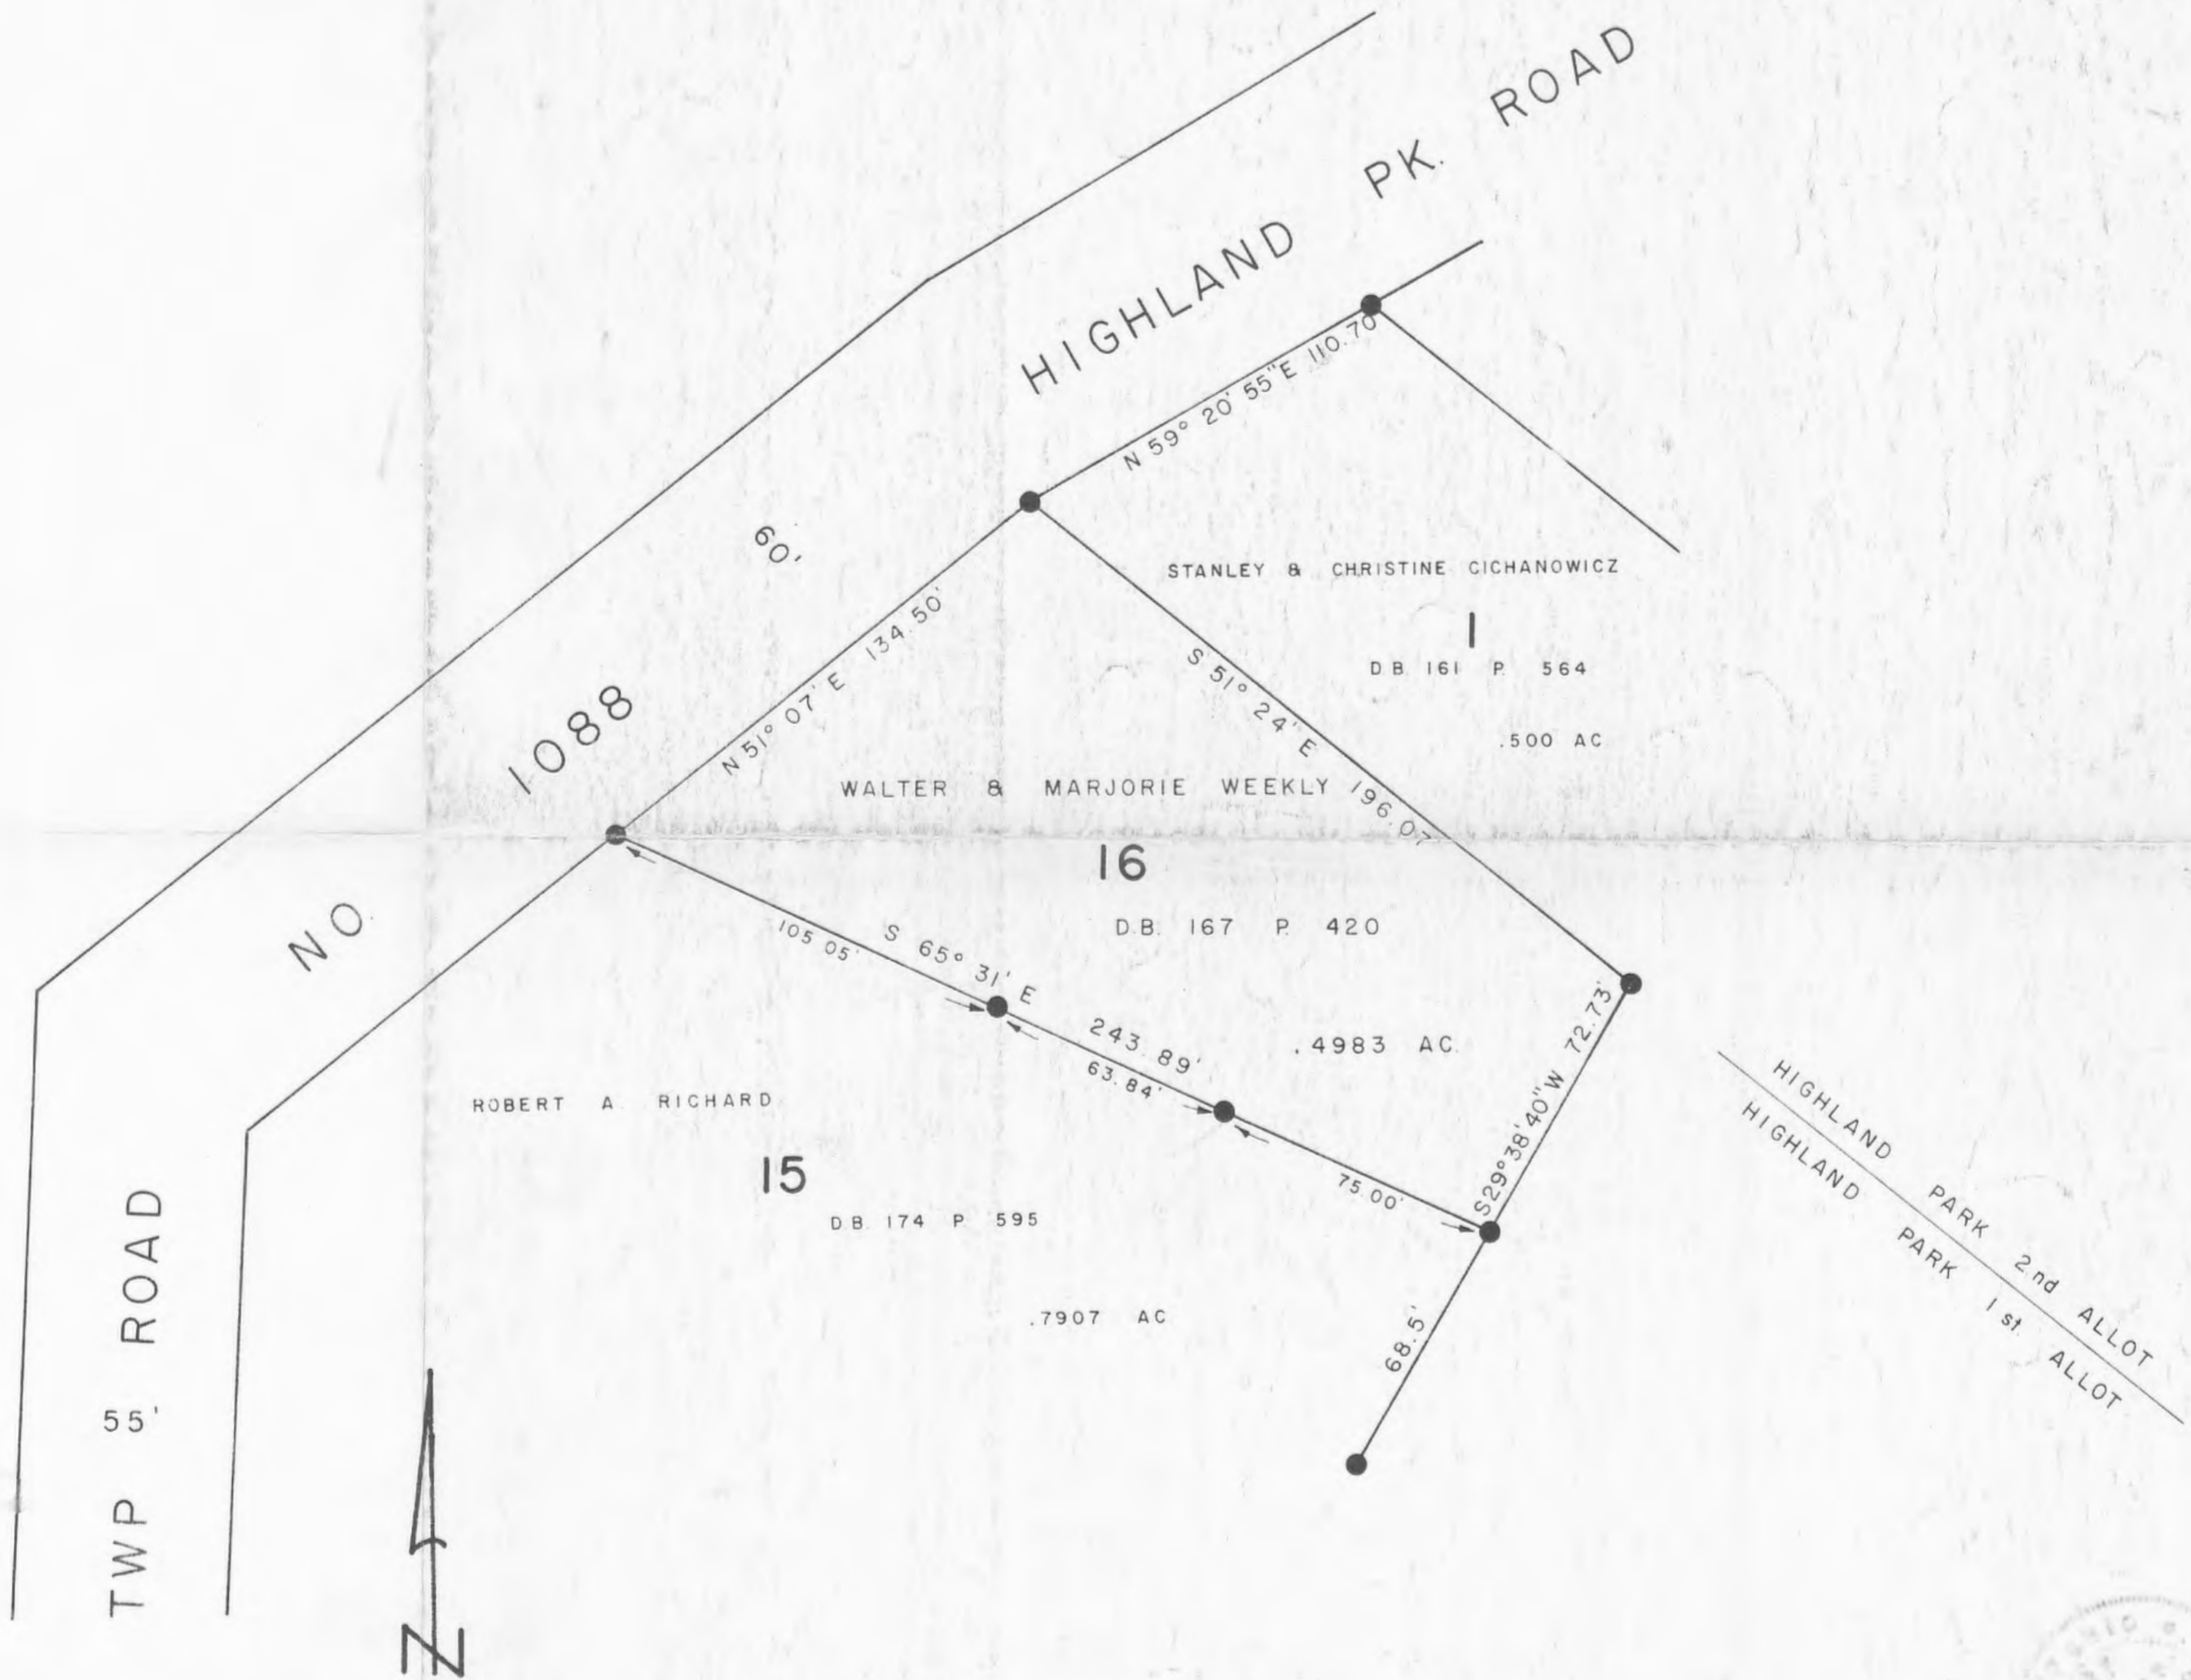 HIGHLAND PK. ROAD
N 59° 20' 55"E 110.70'
60'
STANLEY & CHRISTINE CICHANOWICZ
1
D.B. 161 P. 564
.500 AC
N 51° 07' E 134.50'
S 51° 24' E 196.07'
NO. 1088
WALTER & MARJORIE WEEKLY
16
D.B. 167 P. 420
.4983 AC.
S 65° 31' E 243.89'
105.05'
63.84'
75.00'
S29°38'40"W 72.73'
ROBERT A. RICHARD
15
D.B. 174 P. 595
.7907 AC
68.5'
HIGHLAND PARK 2nd ALLOT
HIGHLAND PARK 1st. ALLOT
TWP 55' ROAD
N